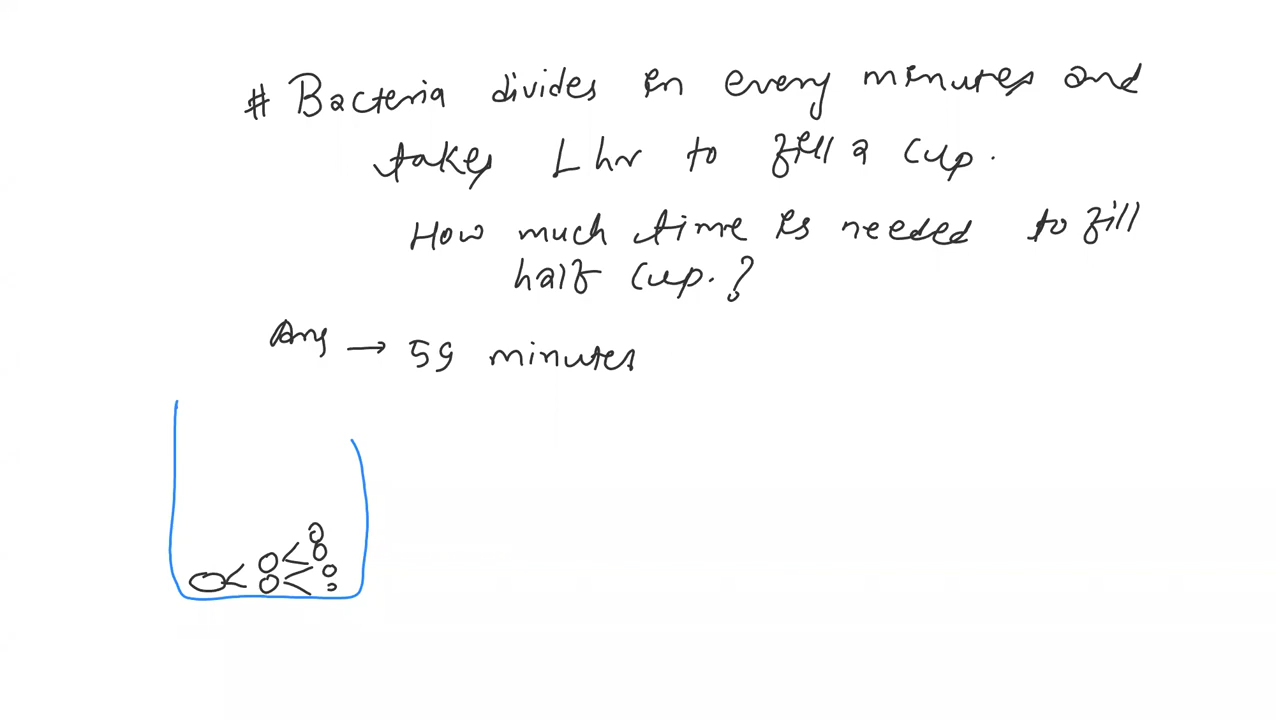 # Bacteria divides in every minutes and
takes 1 hr to fill a cup.
How much time is needed to fill
half cup.?
Ans → 59 minutes